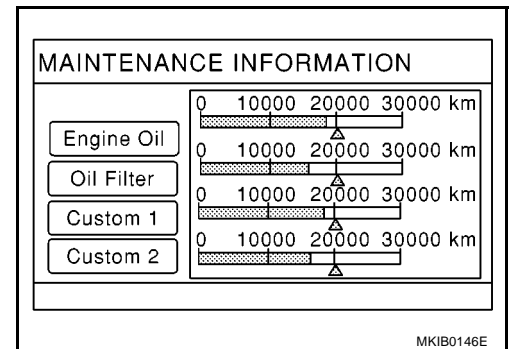 MAINTENANCE INFORMATION
0 10000 20000 30000 km
Engine Oil
0 10000 20000 30000 km
Oil Filter
0 10000 20000 30000 km
Custom 1
0 10000 20000 30000 km
Custom 2
MKIB0146E